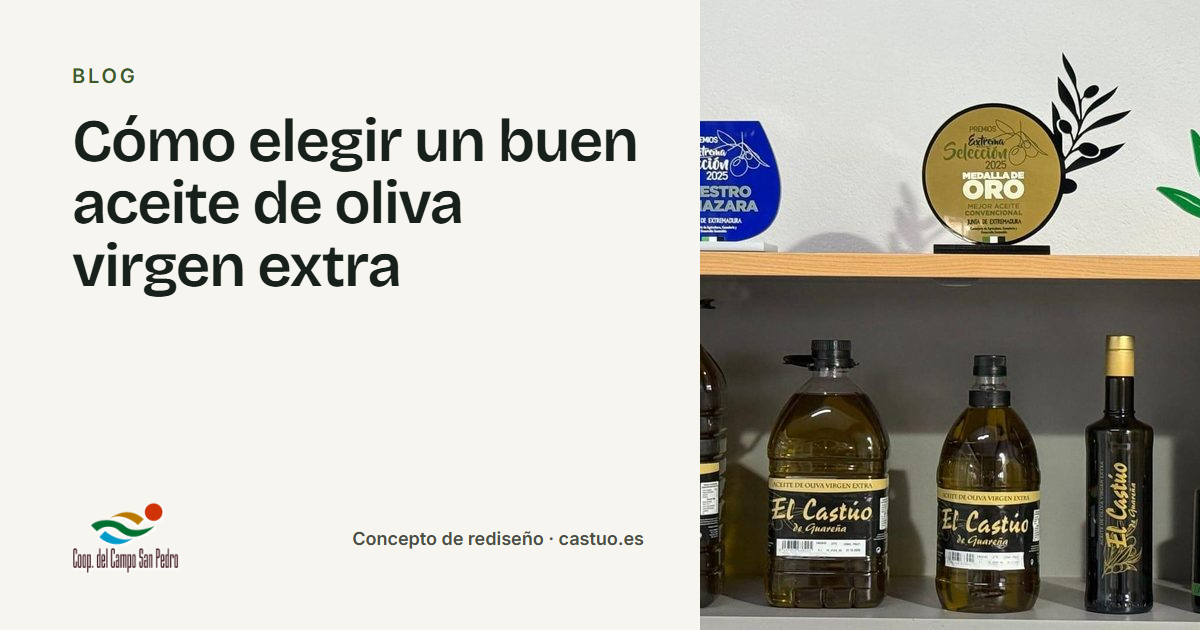 BLOG
Cómo elegir un buen
aceite de oliva
virgen extra
Coop. del Campo San Pedro
Concepto de rediseño · castuo.es
PREMIOS
Extrema
Selección
2025
MEDALLA DE
ORO
MEJOR ACEITE
CONVENCIONAL
JUNTA DE EXTREMADURA
2025
DE EXTREMADURA
ACEITE DE OLIVA VIRGEN EXTRA
El Castúo
de Guareña
ACEITE DE OLIVA VIRGEN EXTRA
El Castúo
de Guareña
El Castúo
de Guareña